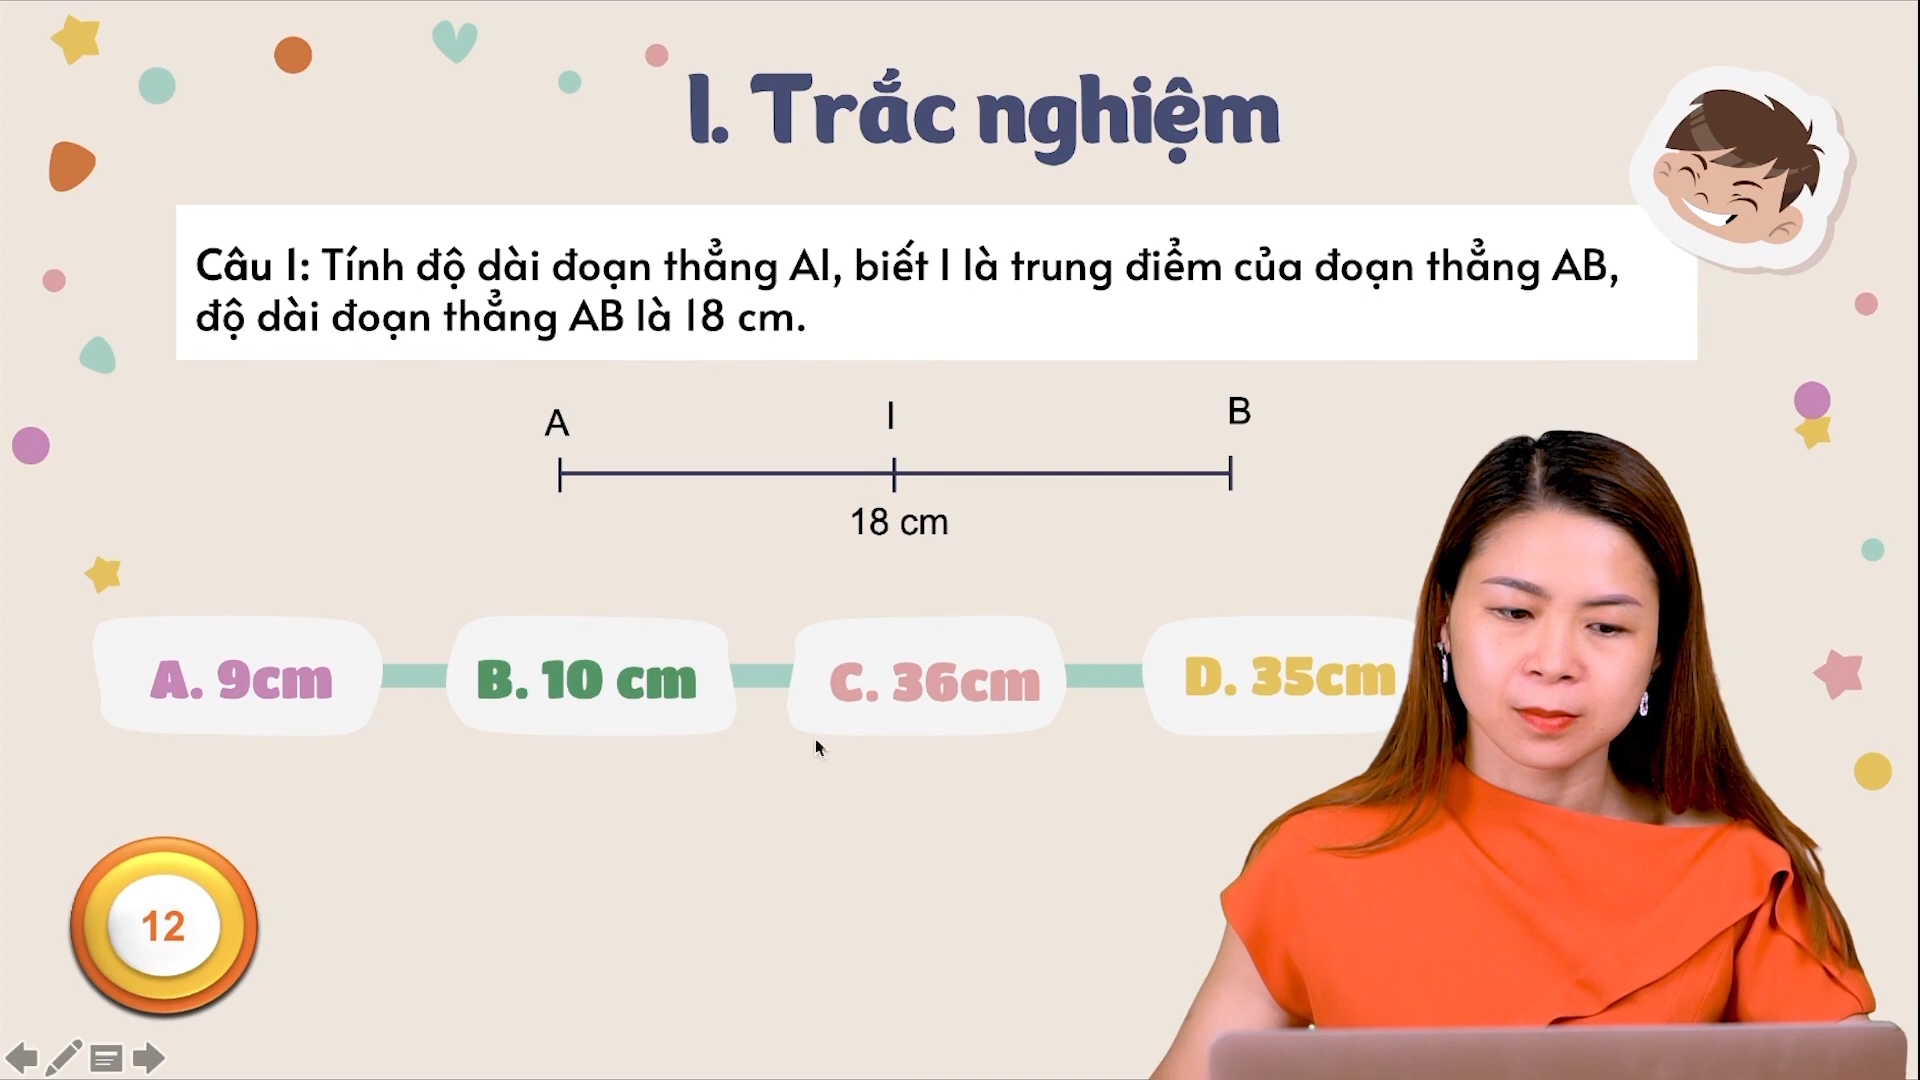 I. Trắc nghiệm
Câu 1: Tính độ dài đoạn thẳng AI, biết I là trung điểm của đoạn thẳng AB,
độ dài đoạn thẳng AB là 18 cm.
A I B
18 cm
A. 9cm B. 10 cm C. 36cm D. 35cm
12